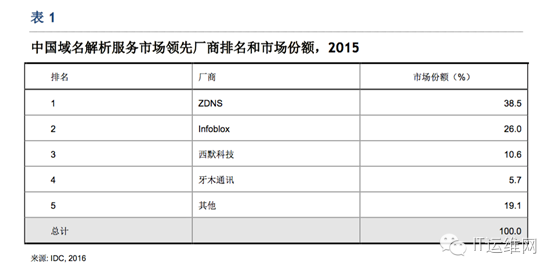 表 1
中国域名解析服务市场领先厂商排名和市场份额，2015
排名 厂商 市场份额（%）
1 ZDNS 38.5
2 Infoblox 26.0
3 西默科技 10.6
4 牙木通讯 5.7
5 其他 19.1
总计 100.0
来源: IDC, 2016
IT运维网